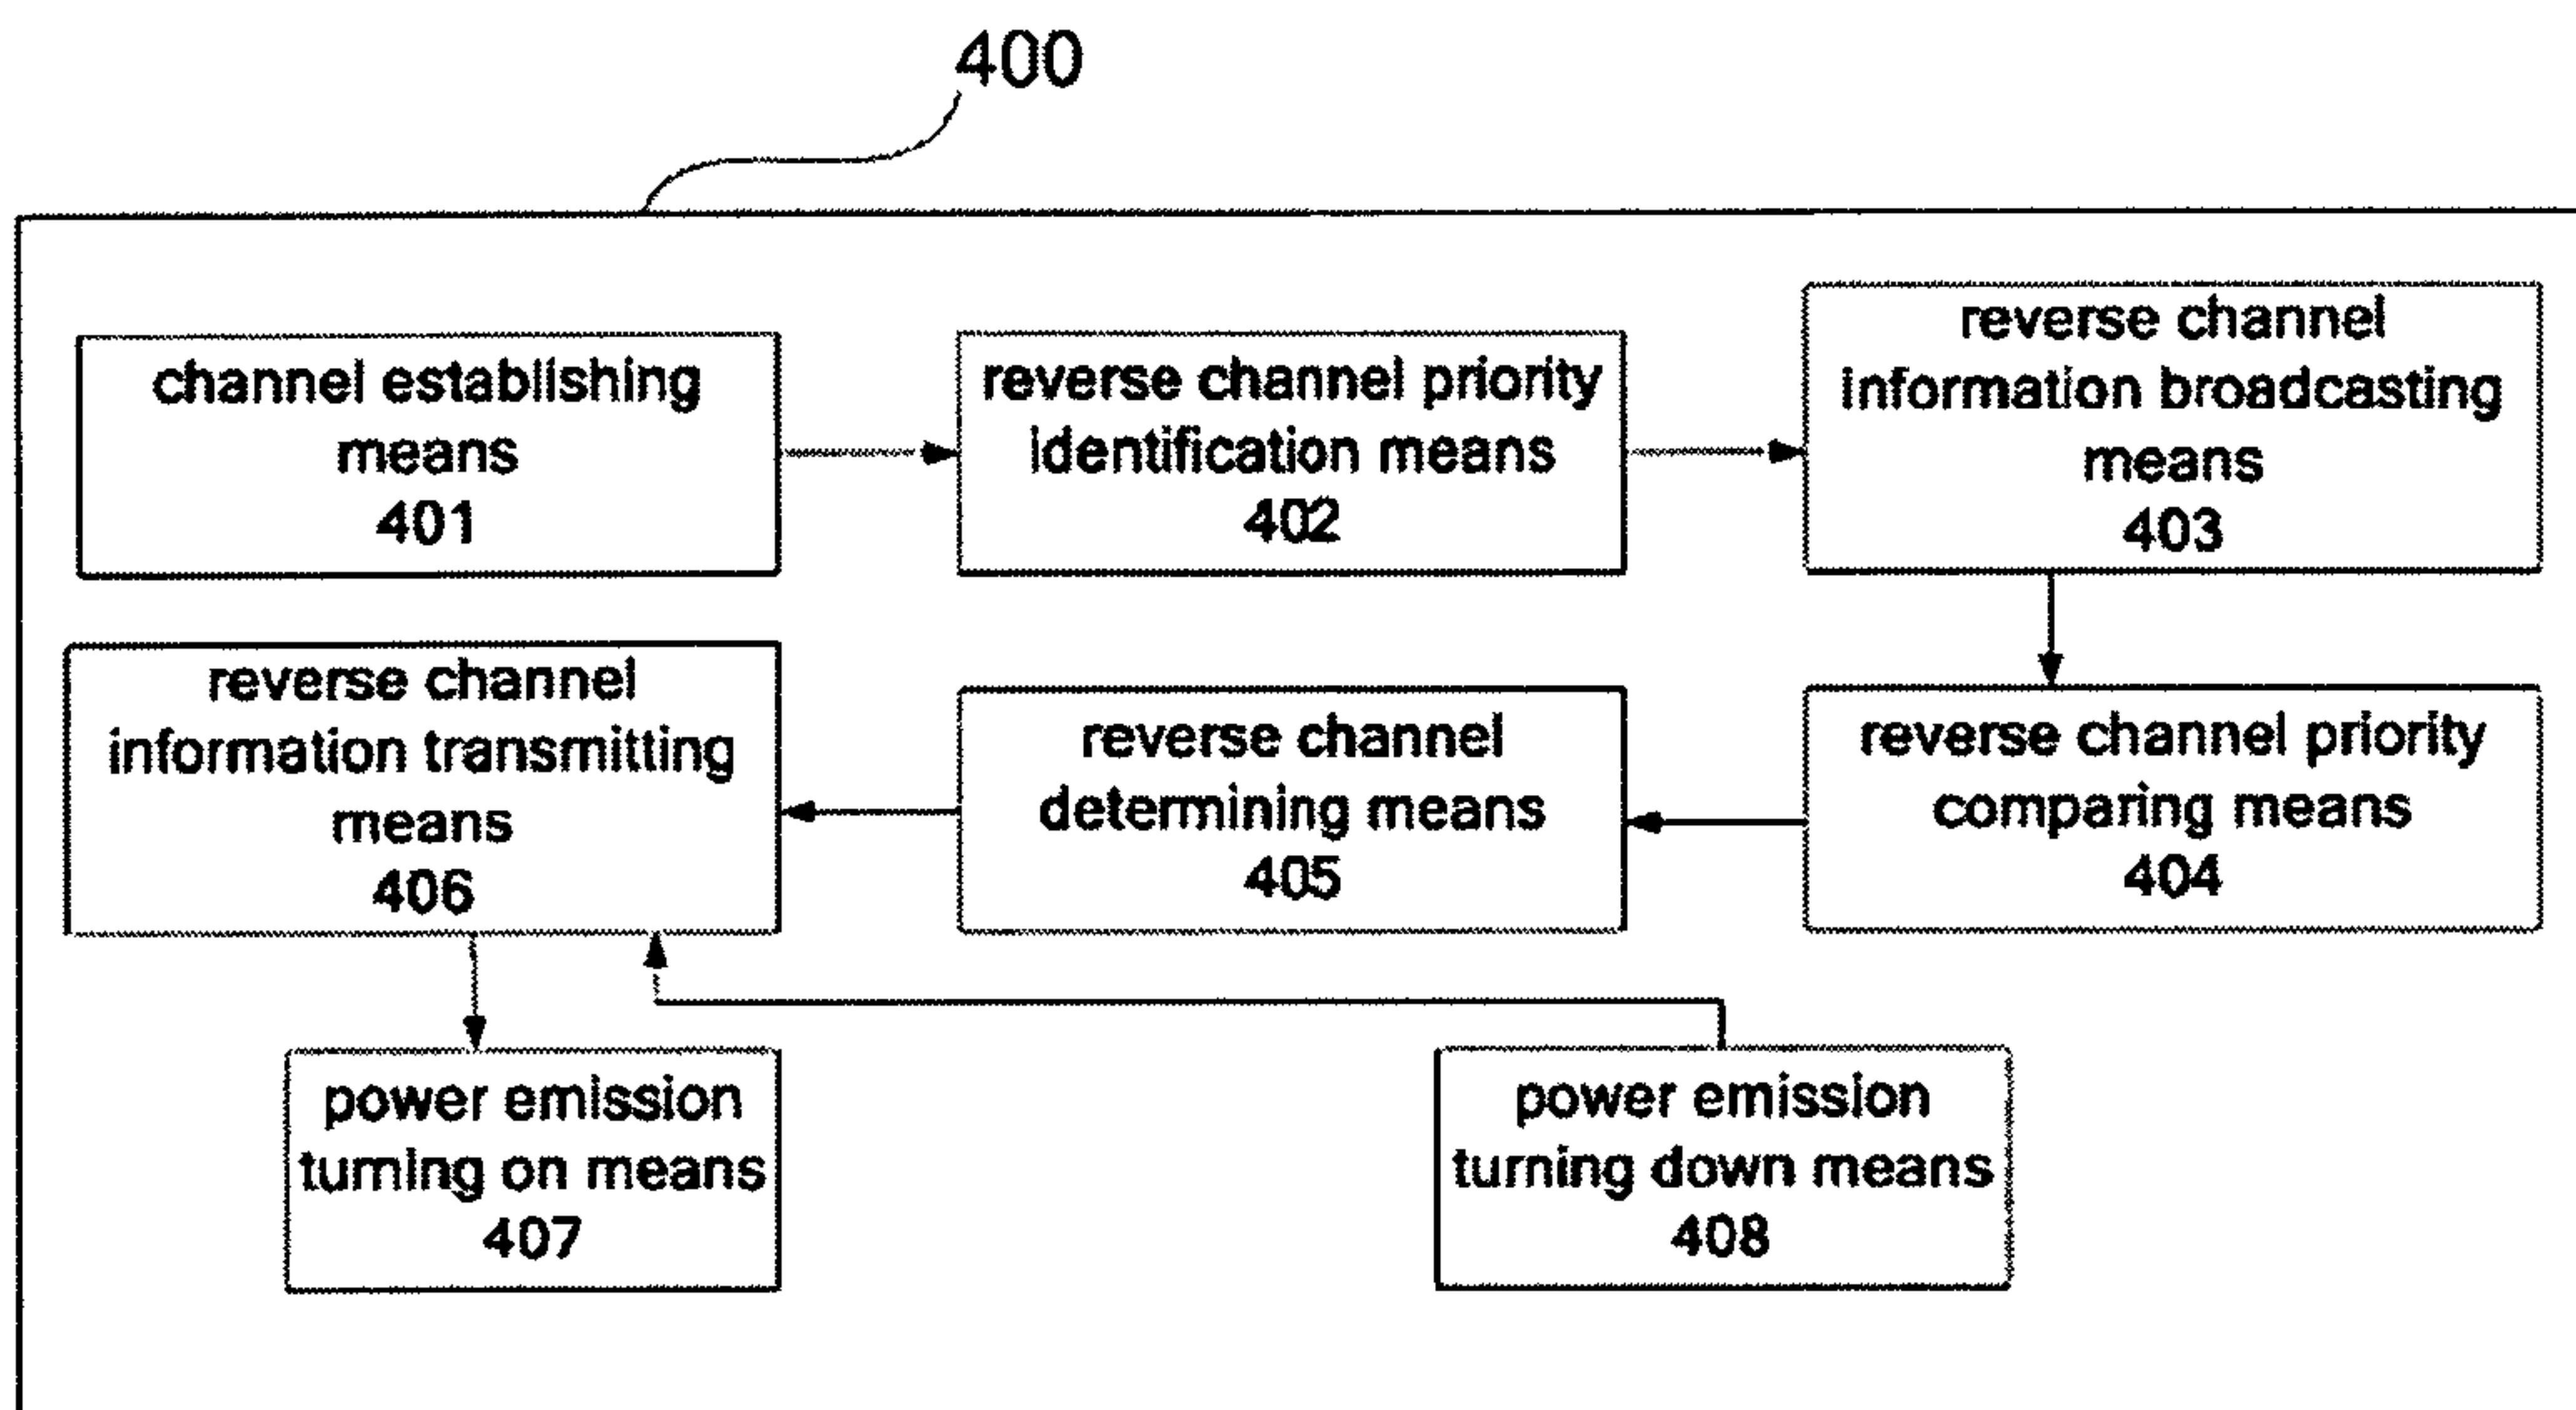 400
channel establishing
means
401
reverse channel priority
identification means
402
reverse channel
information broadcasting
means
403
reverse channel
information transmitting
means
406
reverse channel
determining means
405
reverse channel priority
comparing means
404
power emission
turning on means
407
power emission
turning down means
408